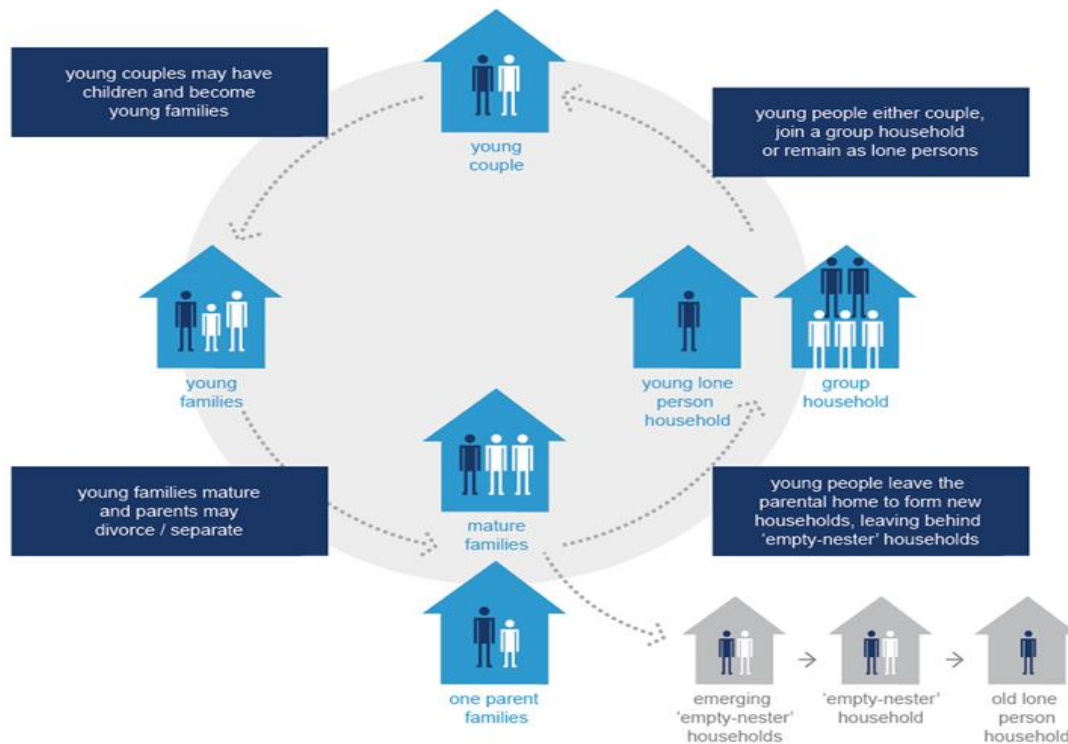 young couples may have
children and become
young families
young
couple
young people either couple,
join a group household
or remain as lone persons
young
families
young lone
person
household
group
household
young families mature
and parents may
divorce / separate
mature
families
young people leave the
parental home to form new
households, leaving behind
'empty-nester' households
one parent
families
emerging
'empty-nester'
households
'empty-nester'
household
old lone
person
household